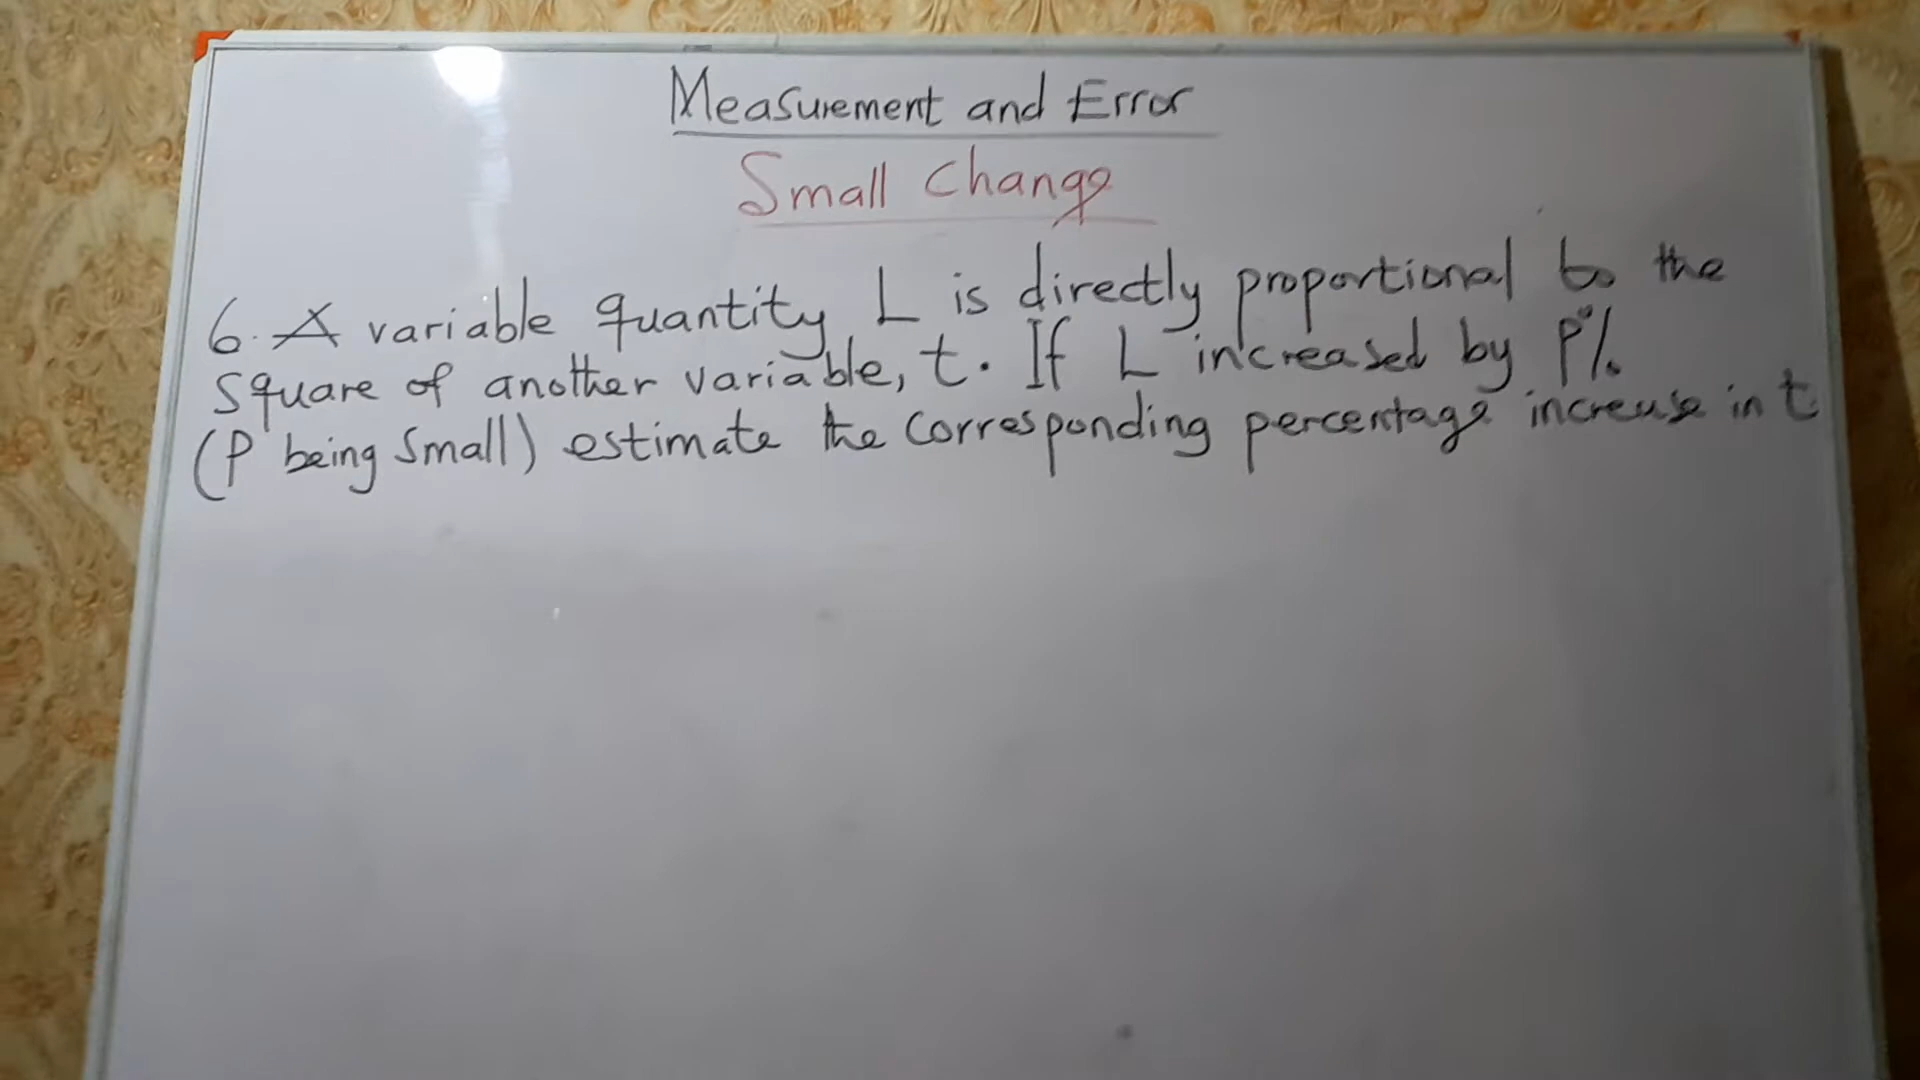 Measurement and Error
Small Change
6. A variable quantity, L is directly proportional to the
square of another variable, t. If L increased by P%
(P being small) estimate the corresponding percentage increase in t.